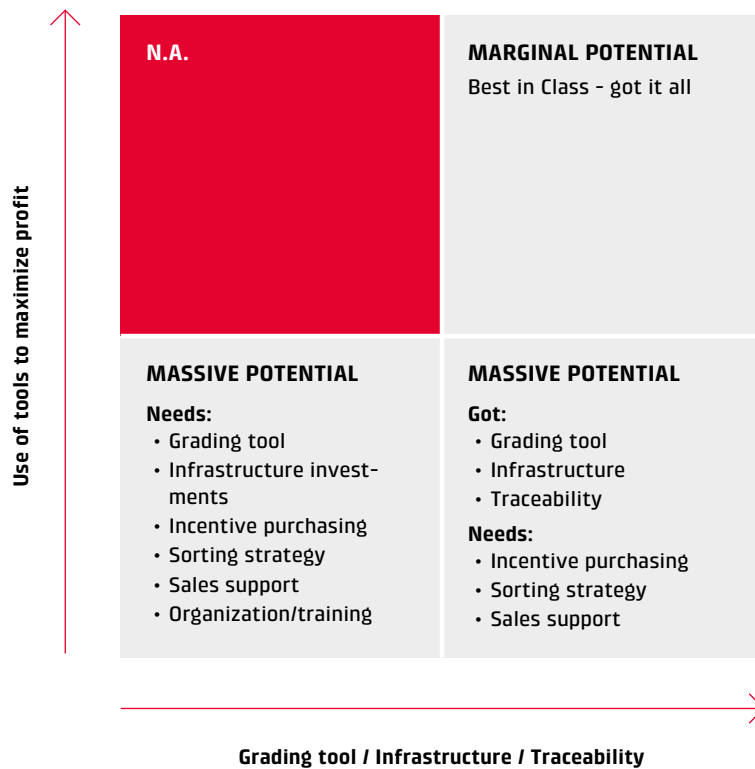 Use of tools to maximize profit
N.A.
MARGINAL POTENTIAL
Best in Class - got it all
MASSIVE POTENTIAL
Needs:
• Grading tool
• Infrastructure invest-
ments
• Incentive purchasing
• Sorting strategy
• Sales support
• Organization/training
MASSIVE POTENTIAL
Got:
• Grading tool
• Infrastructure
• Traceability
Needs:
• Incentive purchasing
• Sorting strategy
• Sales support
Grading tool / Infrastructure / Traceability